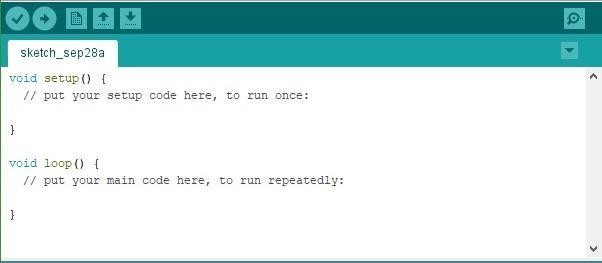 sketch_sep28a
void setup() {
  // put your setup code here, to run once:
}
void loop() {
  // put your main code here, to run repeatedly:
}